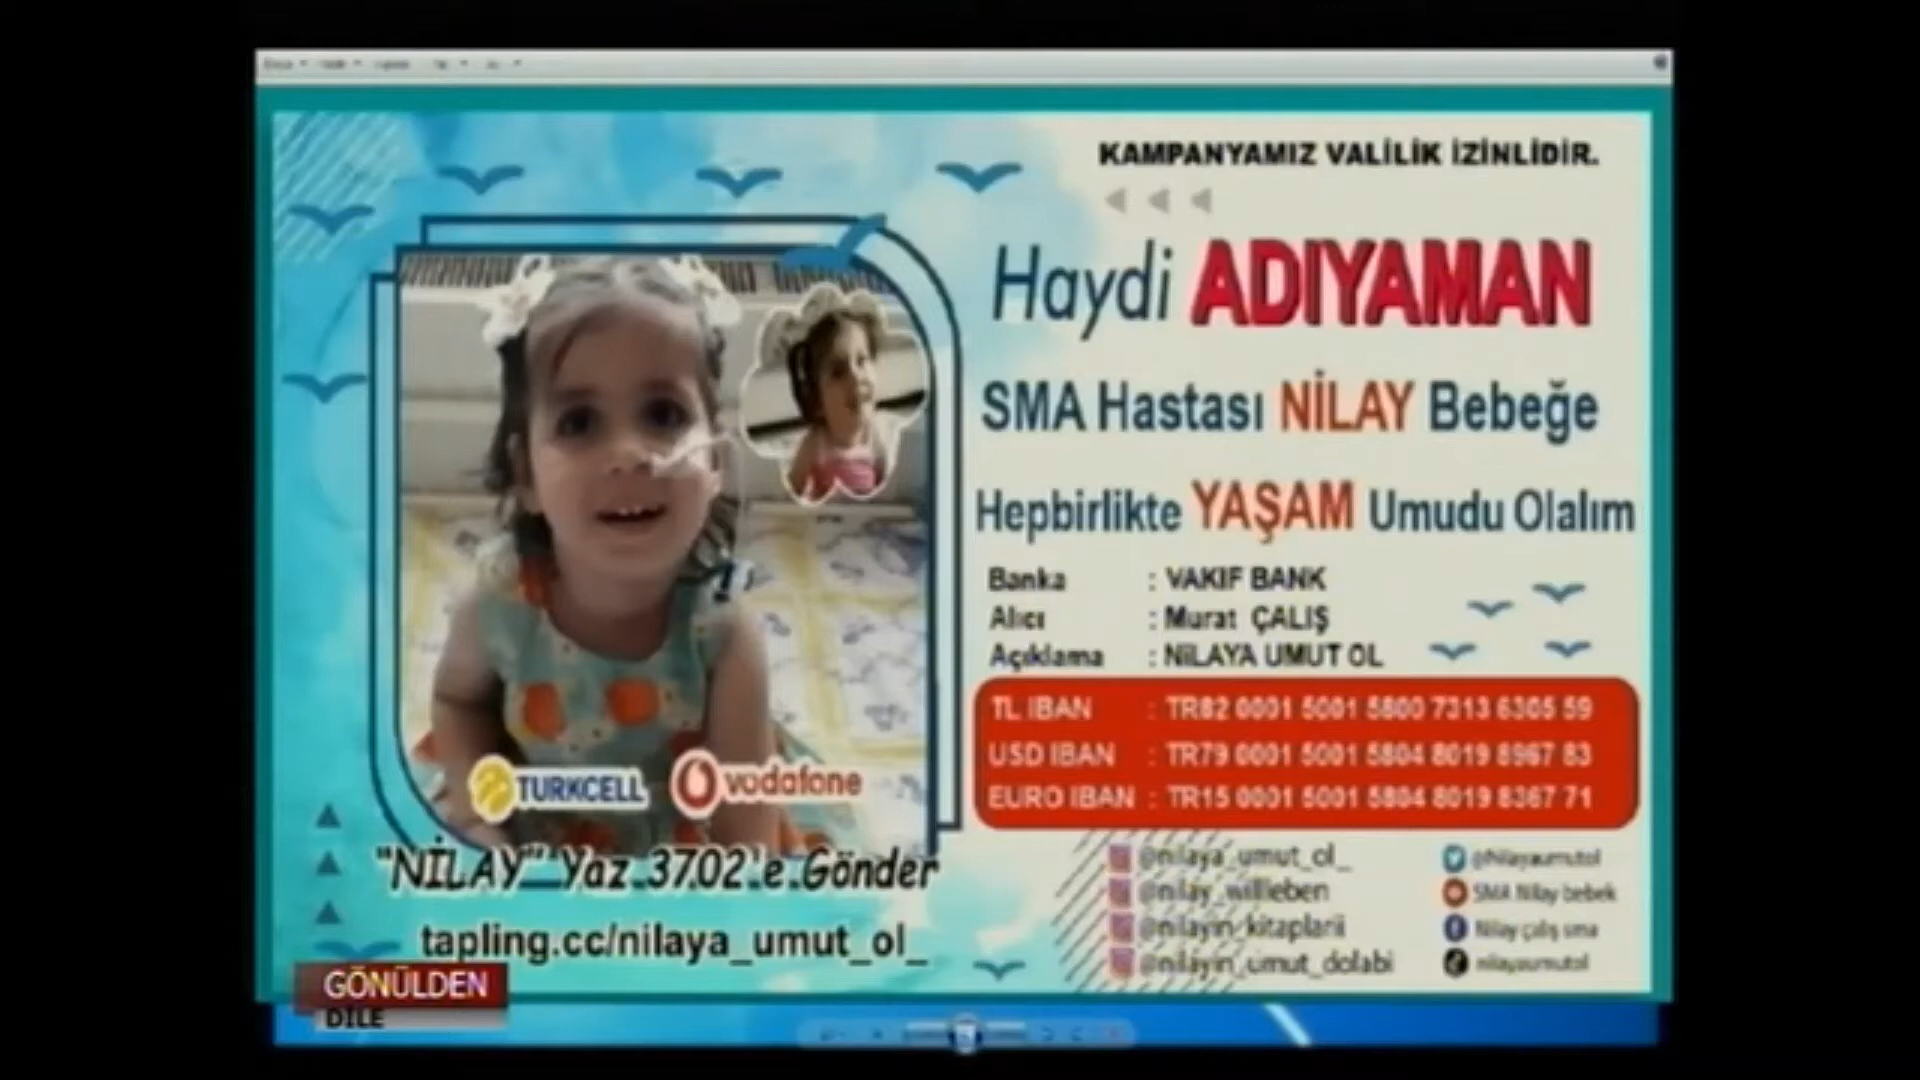 KAMPANYAMIZ VALİLİK İZİNLİDİR.
Haydi ADIYAMAN
SMA Hastası NİLAY Bebeğe
Hepbirlikte YAŞAM Umudu Olalım
Banka : VAKIF BANK
Alıcı : Murat ÇALIŞ
Açıklama : NİLAYA UMUT OL
TL IBAN : TR82 0001 5001 5800 7313 6305 59
USD IBAN : TR79 0001 5001 5804 8019 8967 83
EURO IBAN : TR15 0001 5001 5804 8019 8367 71
TURKCELL vodafone
"NİLAY" Yaz 3702'e Gönder
tapling.cc/nilaya_umut_ol_
@nilaya_umut_ol_
@nilay_willleben
@nilayin_kitaplarii
@nilayin_umut_dolabi
@Nilayaumutol
SMA Nilay bebek
Nilay çalış sma
nilayaumutol
GÖNÜLDEN
DİLE